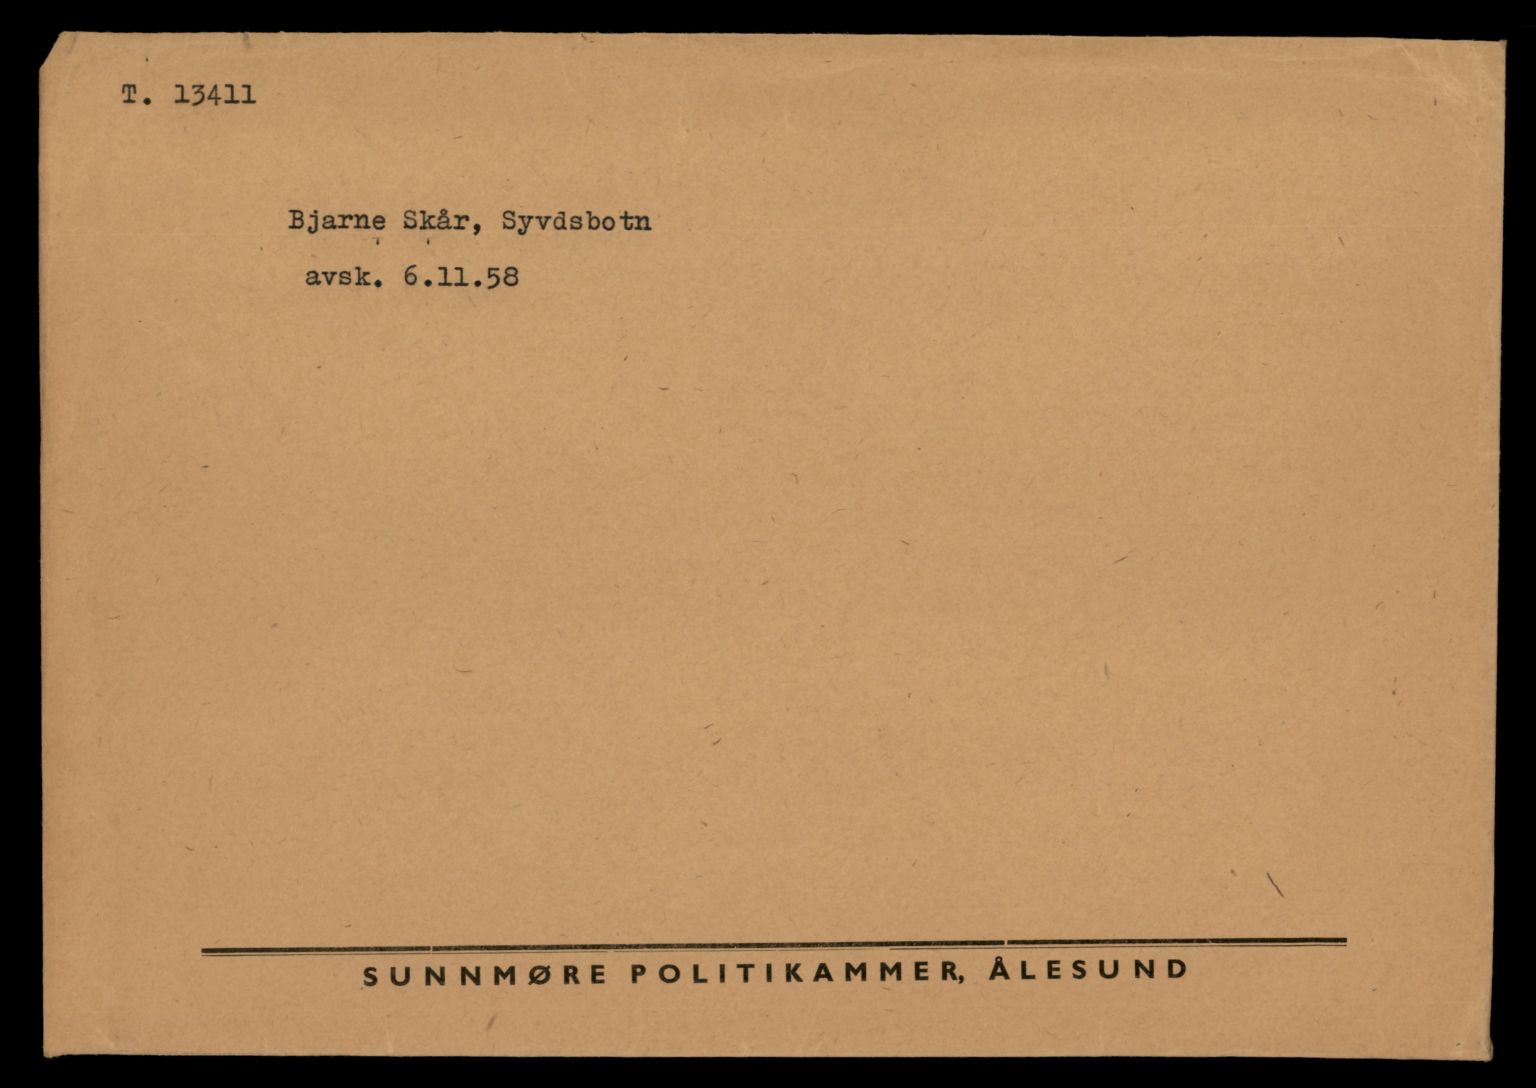 T. 13411
Bjarne Skår, Syvdsbotn
avsk. 6.11.58
SUNNMØRE POLITIKAMMER, ÅLESUND